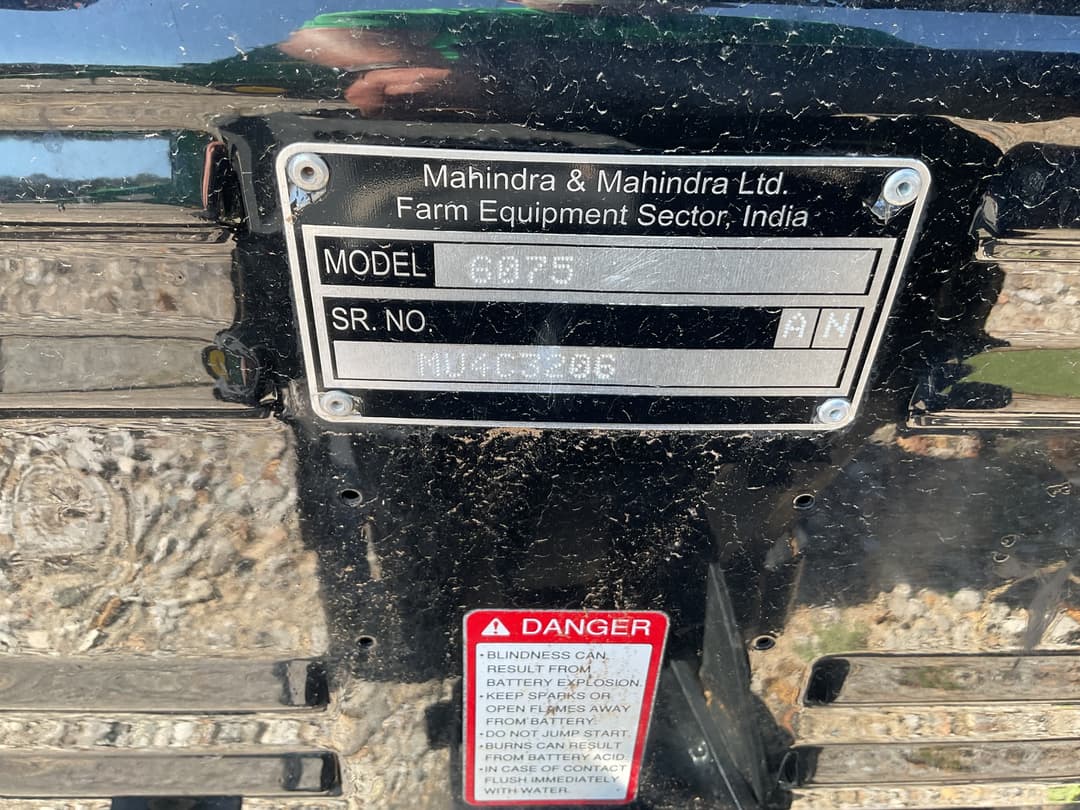 Mahindra & Mahindra Ltd.
Farm Equipment Sector, India
MODEL 6075
SR. NO. A N
MU4C3206
DANGER
• BLINDNESS CAN
RESULT FROM
BATTERY EXPLOSION.
• KEEP SPARKS OR
OPEN FLAMES AWAY
FROM BATTERY.
• DO NOT JUMP START.
• BURNS CAN RESULT
FROM BATTERY ACID.
• IN CASE OF CONTACT
FLUSH IMMEDIATELY
WITH WATER.